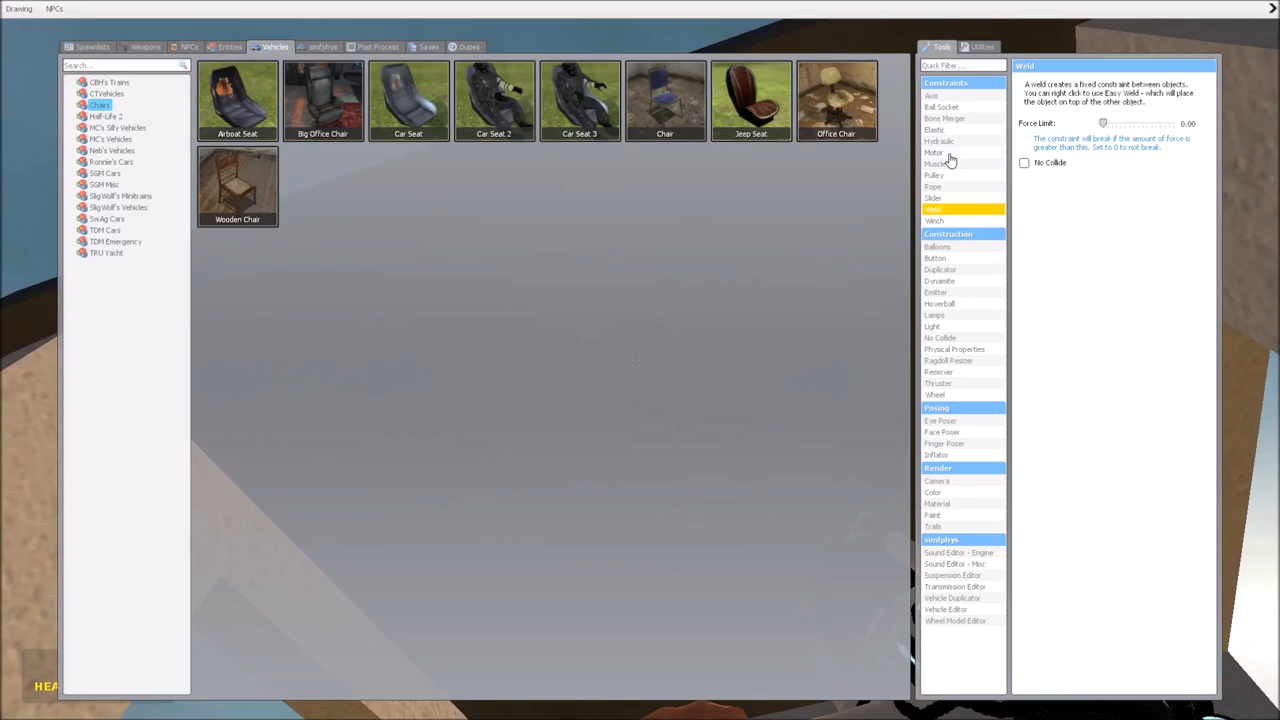 Drawing NPCs
Spawnlists Weapons NPCs Entities Vehicles simfphys Post Process Saves Dupes
Search...
CBH's Trains
CTVehicles
Chairs
Half-Life 2
MC's Silly Vehicles
MC's Vehicles
Neb's Vehicles
Ronnie's Cars
SGM Cars
SGM Misc
SligWolf's Minitrains
SligWolf's Vehicles
SwAg Cars
TDM Cars
TDM Emergency
TRU Yacht
Airboat Seat Big Office Chair Car Seat Car Seat 2 Car Seat 3 Chair Jeep Seat Office Chair
Wooden Chair
Tools Utilities
Quick Filter...
Constraints
Axis
Ball Socket
Bone Merger
Elastic
Hydraulic
Motor
Muscle
Pulley
Rope
Slider
Weld
Winch
Construction
Balloons
Button
Duplicator
Dynamite
Emitter
Hoverball
Lamps
Light
No Collide
Physical Properties
Ragdoll Resizer
Remover
Thruster
Wheel
Posing
Eye Poser
Face Poser
Finger Poser
Inflator
Render
Camera
Color
Material
Paint
Trails
simfphys
Sound Editor - Engine
Sound Editor - Misc
Suspension Editor
Transmission Editor
Vehicle Duplicator
Vehicle Editor
Wheel Model Editor
Weld
A weld creates a fixed constraint between objects.
You can right click to use Easy Weld - which will place
the object on top of the other object.
Force Limit: 0.00
The constraint will break if the amount of force is
greater than this. Set to 0 to not break.
No Collide
HEA